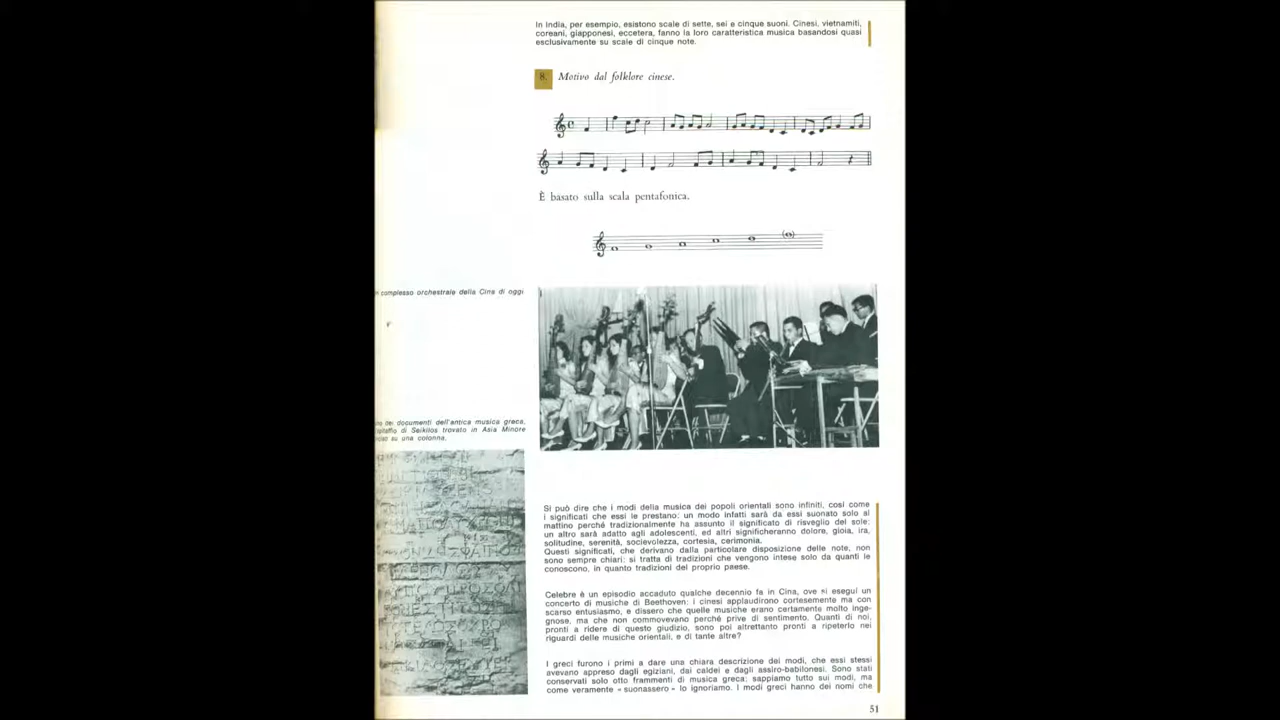 In India, per esempio, esistono scale di sette, sei e cinque suoni. Cinesi, vietnamiti,
coreani, giapponesi, eccetera, fanno la loro caratteristica musica basandosi quasi
esclusivamente su scale di cinque note.
8. Motivo dal folklore cinese.
È basato sulla scala pentafonica.
complesso orchestrale della Cina di oggi
dei documenti dell'antica musica greca,
di Seikilos trovato in Asia Minore
su una colonna.
Si può dire che i modi della musica dei popoli orientali sono infiniti, così come
i significati che essi le prestano: un modo infatti sarà da essi suonato solo al
mattino perché tradizionalmente ha assunto il significato di risveglio del sole;
un altro sarà adatto agli adolescenti, ed altri significheranno dolore, gioia, ira,
solitudine, serenità, socievolezza, cortesia, cerimonia.
Questi significati, che derivano dalla particolare disposizione delle note, non
sono sempre chiari: si tratta di tradizioni che vengono intese solo da quanti le
conoscono, in quanto tradizioni del proprio paese.
Celebre è un episodio accaduto qualche decennio fa in Cina, ove si eseguì un
concerto di musiche di Beethoven: i cinesi applaudirono cortesemente ma con
scarso entusiasmo, e dissero che quelle musiche erano certamente molto inge-
gnose, ma che non commovevano perché prive di sentimento. Quanti di noi,
pronti a ridere di questo giudizio, sono poi altrettanto pronti a ripeterlo nei
riguardi delle musiche orientali, e di tante altre?
I greci furono i primi a dare una chiara descrizione dei modi, che essi stessi
avevano appreso dagli egiziani, dai caldei e dagli assiro-babilonesi. Sono stati
conservati solo otto frammenti di musica greca: sappiamo tutto sui modi, ma
come veramente « suonassero » lo ignoriamo. I modi greci hanno dei nomi che
51